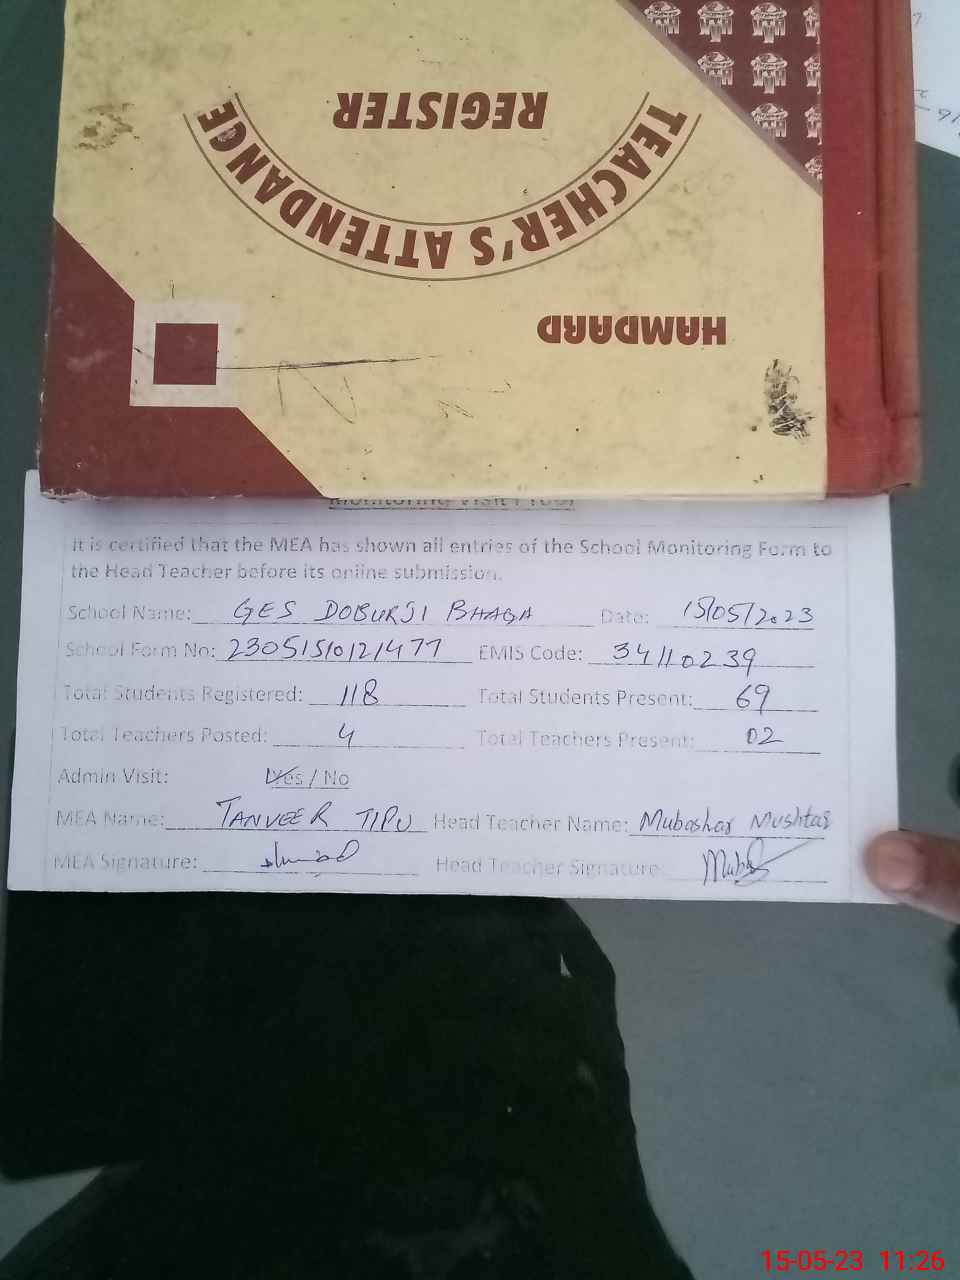 TEACHER'S ATTENDANCE
REGISTER
HAMDARD
Monitoring Visit Proof
It is certified that the MEA has shown all entries of the School Monitoring Form to
the Head Teacher before its online submission.
School Name: GES DOBURJI BHAGA Date: 15/05/2023
School Form No: 23051510121477 EMIS Code: 34110239
Total Students Registered: 118 Total Students Present: 69
Total Teachers Posted: 4 Total Teachers Present: 02
Admin Visit: Yes / No
MEA Name: TANVEER TIPU Head Teacher Name: Mubashar Mushtaq
MEA Signature: Head Teacher Signature:
15-05-23 11:26